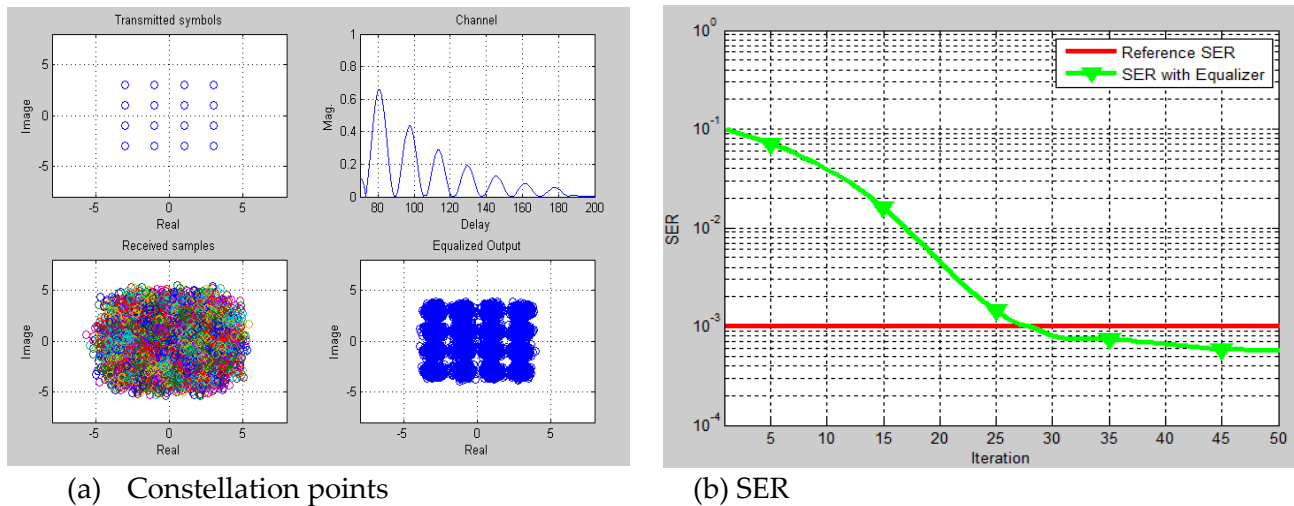 Transmitted symbols
5
0
-5
Image
-5
0
5
Real
Channel
1
0.8
0.6
0.4
0.2
0
Mag.
80
100
120
140
160
180
200
Delay
Received samples
5
0
-5
Image
-5
0
5
Real
Equalized Output
5
0
-5
Image
-5
0
5
Real
(a) Constellation points
10^0
10^-1
10^-2
10^-3
10^-4
SER
Reference SER
SER with Equalizer
5
10
15
20
25
30
35
40
45
50
Iteration
(b) SER